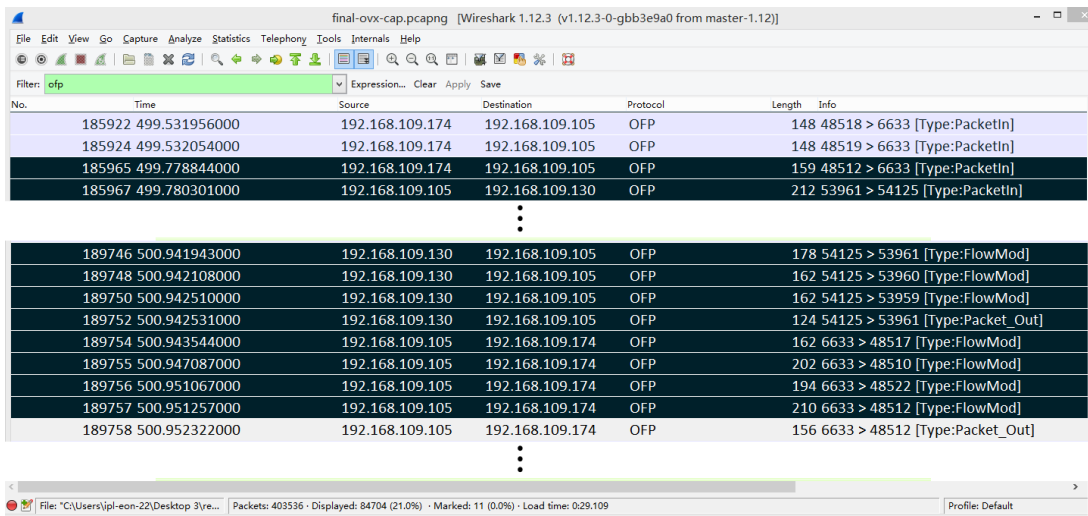 final-ovx-cap.pcapng [Wireshark 1.12.3 (v1.12.3-0-gbb3e9a0 from master-1.12)]
File Edit View Go Capture Analyze Statistics Telephony Tools Internals Help
Filter: ofp Expression... Clear Apply Save
No. Time Source Destination Protocol Length Info
185922 499.531956000 192.168.109.174 192.168.109.105 OFP 148 48518 > 6633 [Type:PacketIn]
185924 499.532054000 192.168.109.174 192.168.109.105 OFP 148 48519 > 6633 [Type:PacketIn]
185965 499.778844000 192.168.109.174 192.168.109.105 OFP 159 48512 > 6633 [Type:PacketIn]
185967 499.780301000 192.168.109.105 192.168.109.130 OFP 212 53961 > 54125 [Type:PacketIn]
189746 500.941943000 192.168.109.130 192.168.109.105 OFP 178 54125 > 53961 [Type:FlowMod]
189748 500.942108000 192.168.109.130 192.168.109.105 OFP 162 54125 > 53960 [Type:FlowMod]
189750 500.942510000 192.168.109.130 192.168.109.105 OFP 162 54125 > 53959 [Type:FlowMod]
189752 500.942531000 192.168.109.130 192.168.109.105 OFP 124 54125 > 53961 [Type:Packet_Out]
189754 500.943544000 192.168.109.105 192.168.109.174 OFP 162 6633 > 48517 [Type:FlowMod]
189755 500.947087000 192.168.109.105 192.168.109.174 OFP 202 6633 > 48510 [Type:FlowMod]
189756 500.951067000 192.168.109.105 192.168.109.174 OFP 194 6633 > 48522 [Type:FlowMod]
189757 500.951257000 192.168.109.105 192.168.109.174 OFP 210 6633 > 48512 [Type:FlowMod]
189758 500.952322000 192.168.109.105 192.168.109.174 OFP 156 6633 > 48512 [Type:Packet_Out]
File: "C:\Users\ipl-eon-22\Desktop 3\re... Packets: 403536 · Displayed: 84704 (21.0%) · Marked: 11 (0.0%) · Load time: 0:29.109 Profile: Default